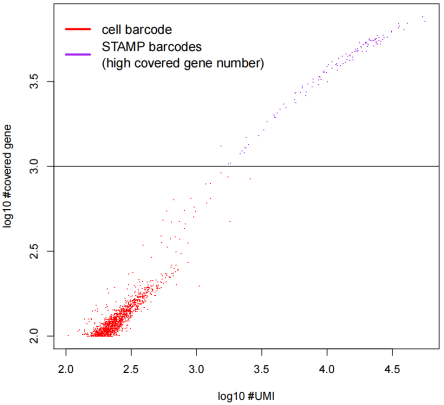 cell barcode
STAMP barcodes
(high covered gene number)
log10 #covered gene
3.5
3.0
2.5
2.0
2.0 2.5 3.0 3.5 4.0 4.5
log10 #UMI